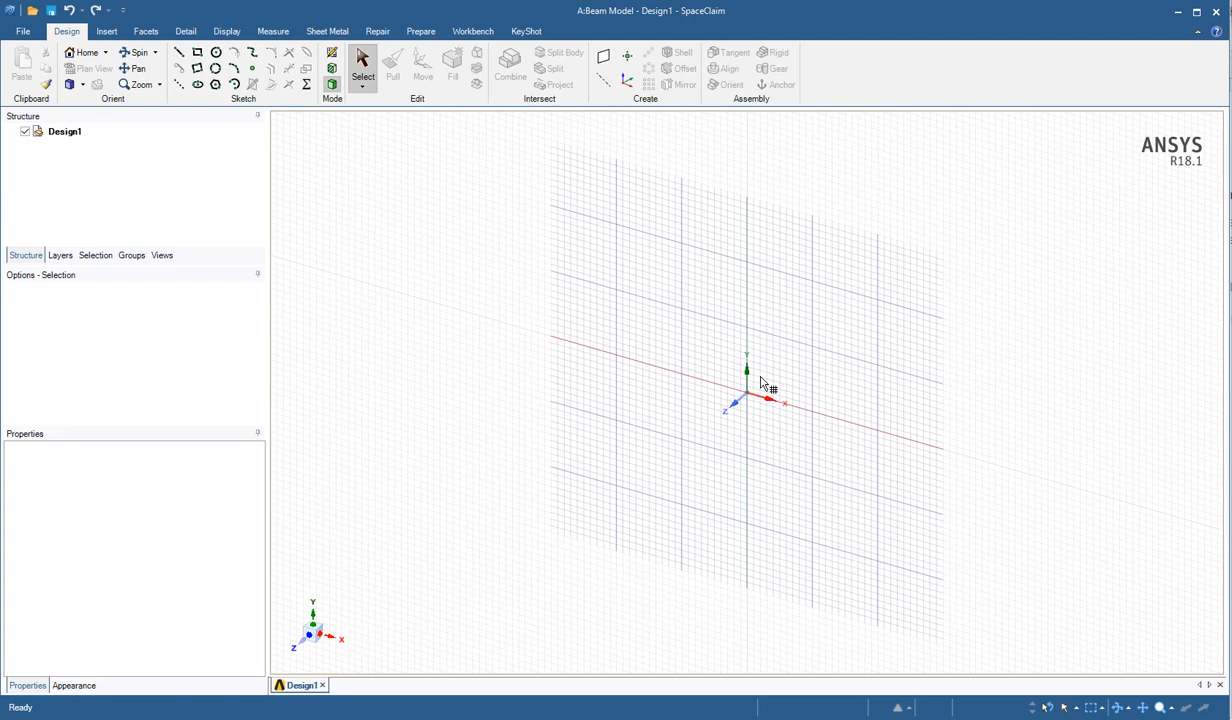 A:Beam Model - Design1 - SpaceClaim
File Design Insert Facets Detail Display Measure Sheet Metal Repair Prepare Workbench KeyShot
Home Spin Shell Tangent Rigid
Split Body
Plan View Pan Split Offset Align Gear
Paste Select Pull Move Fill Combine
Zoom Project Mirror Orient Anchor
Clipboard Orient Sketch Mode Edit Intersect Create Assembly
Structure
Design1
Structure Layers Selection Groups Views
Options - Selection
Properties
Properties Appearance
ANSYS
R18.1
Y
X
Z
Y
X
Z
Design1
Ready